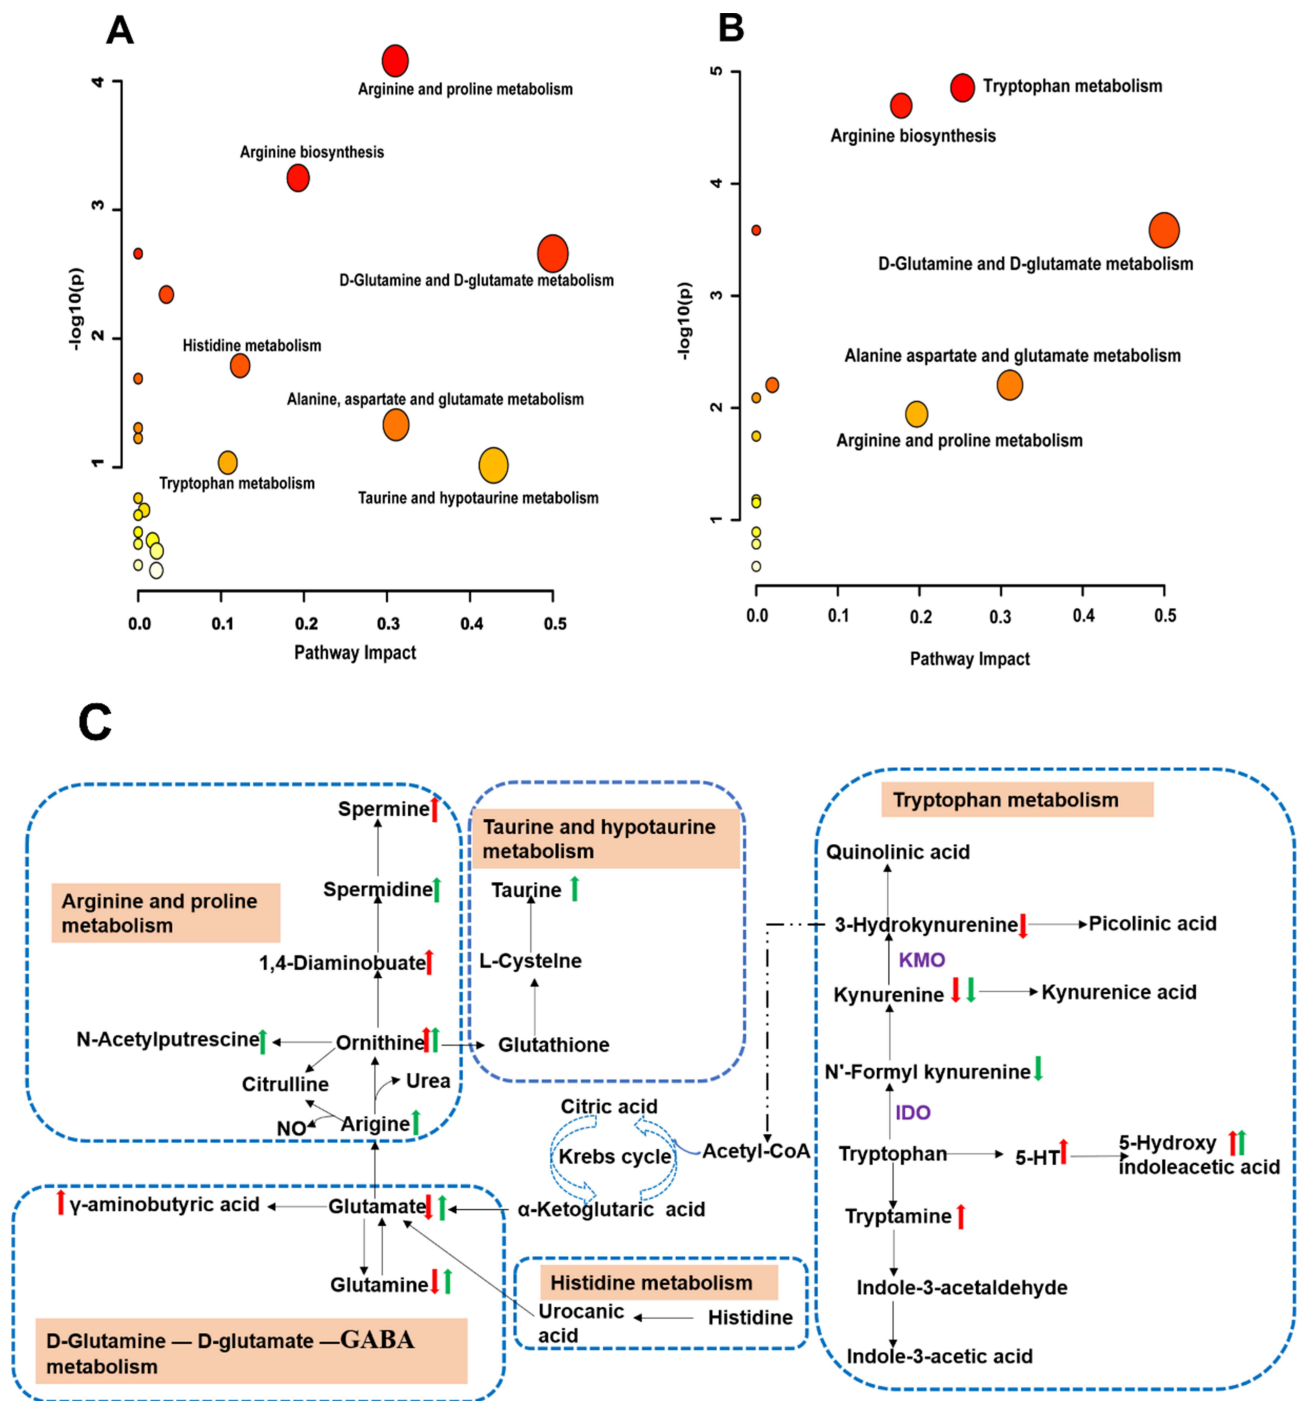 A
4
3
2
1
-log10(p)
Arginine and proline metabolism
Arginine biosynthesis
D-Glutamine and D-glutamate metabolism
Histidine metabolism
Alanine, aspartate and glutamate metabolism
Tryptophan metabolism
Taurine and hypotaurine metabolism
0.0 0.1 0.2 0.3 0.4 0.5
Pathway Impact
B
5
4
3
2
1
-log10(p)
Tryptophan metabolism
Arginine biosynthesis
D-Glutamine and D-glutamate metabolism
Alanine aspartate and glutamate metabolism
Arginine and proline metabolism
0.0 0.1 0.2 0.3 0.4 0.5
Pathway Impact
C
Arginine and proline
metabolism
Spermine
Spermidine
1,4-Diaminobuate
N-Acetylputrescine
Ornithine
Citrulline
Urea
NO
Arigine
Taurine and hypotaurine
metabolism
Taurine
L-Cystelne
Glutathione
Citric acid
Krebs cycle
Acetyl-CoA
α-Ketoglutaric acid
γ-aminobutyric acid
Glutamate
Glutamine
D-Glutamine — D-glutamate —GABA
metabolism
Histidine metabolism
Urocanic
acid
Histidine
Tryptophan metabolism
Quinolinic acid
3-Hydrokynurenine
Picolinic acid
KMO
Kynurenine
Kynurenice acid
N'-Formyl kynurenine
IDO
Tryptophan
5-HT
5-Hydroxy
indoleacetic acid
Tryptamine
Indole-3-acetaldehyde
Indole-3-acetic acid